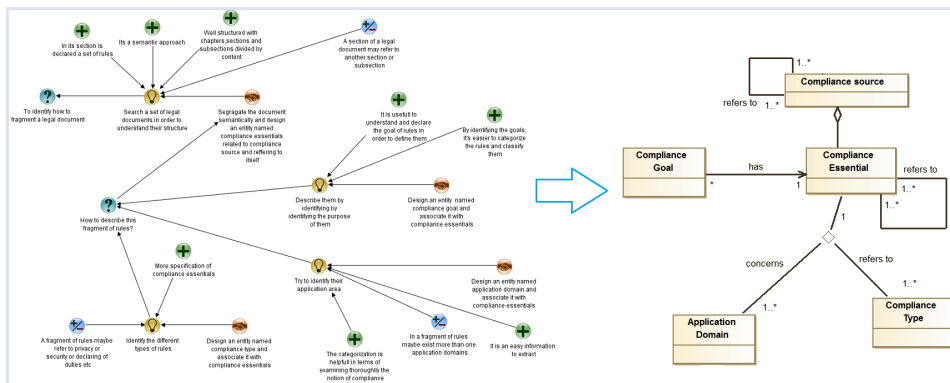 In its section is
declared a set of rules
Its a semantic approach
Well structured with
chapters,sections and
subsections divided by
content
A section of a legal
document may refer to
another section or
subsection
To identify how to
fragment a legal document
Search a set of legal
documents in order to
understand their structure
Segragate the document
semantically and design
an entity named
compliance essentials
related to compliance
source and reffering to
itself
It is usefull to
understand and declare
the goal of rules in
order to define them
By identifying the goals,
it's easier to categorize
the rules and classify
them
How to describe this
fragment of rules?
Describe them by
identifying by
identifying the purpose
of them
Design an entity named
compliance goal and
associate it with
compliance essentials
More specification of
compliance essentials
Try to identify their
application area
Design an entity named
application domain and
associate it with
compliance essentials
A fragment of rules maybe
refer to privacy or
security or declaring of
duties etc
Identify the different
types of rules
Design an entity named
compliance type and
associate it with
compliance essentials
The categorization is
helpfull in terms of
examining thoroughly the
notion of compliance
In a fragment of rules
maybe exist more than one
application domains
It is an easy information
to extract
1..*
Compliance source
refers to
1..*
Compliance
Goal
has
*
1
Compliance
Essential
refers to
1..*
1..*
1
concerns
refers to
1..*
1..*
Application
Domain
Compliance
Type